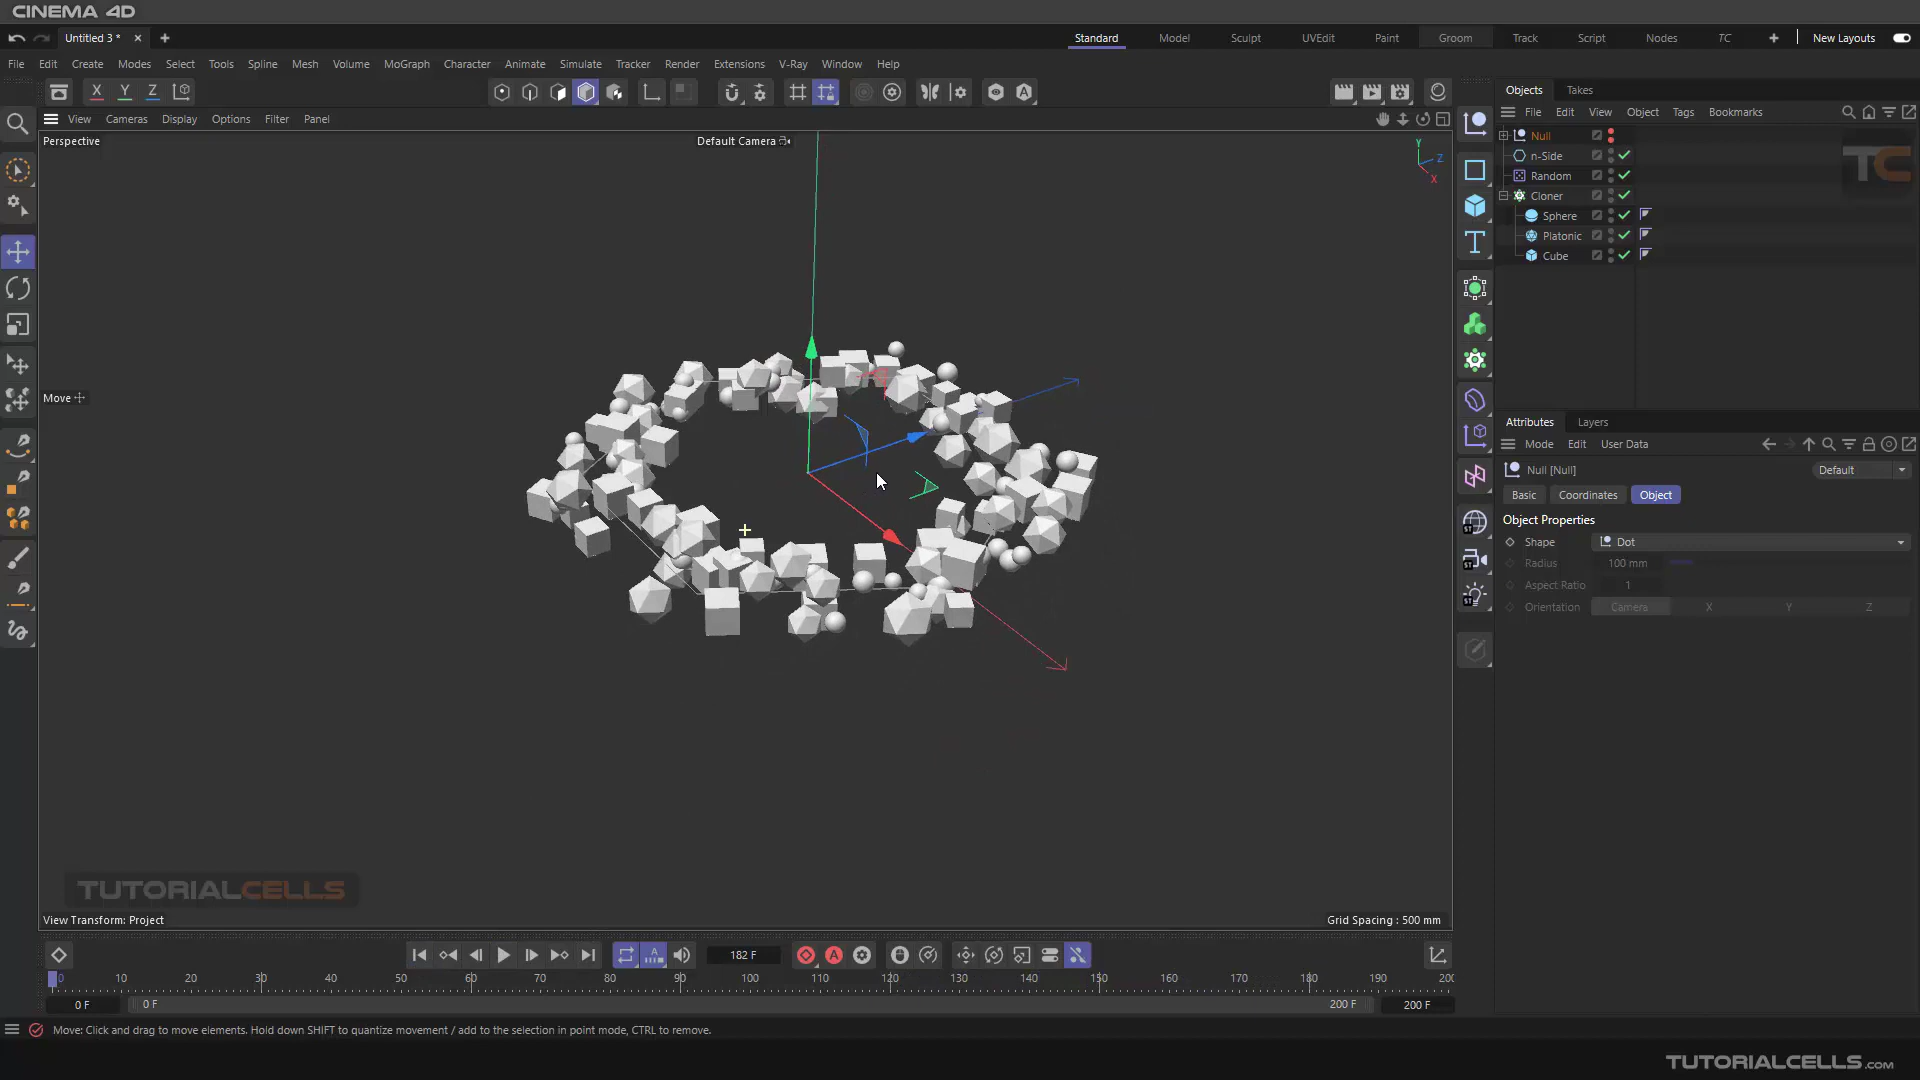 CINEMA 4D
Untitled 3 *
Standard Model Sculpt UVEdit Paint Groom Track Script Nodes TC New Layouts
File Edit Create Modes Select Tools Spline Mesh Volume MoGraph Character Animate Simulate Tracker Render Extensions V-Ray Window Help
X Y Z
View Cameras Display Options Filter Panel
Perspective
Default Camera
Y
Z
X
Move
TUTORIALCELLS
View Transform: Project
Grid Spacing : 500 mm
Objects Takes
File Edit View Object Tags Bookmarks
Null
n-Side
Random
Cloner
Sphere
Platonic
Cube
TC
Attributes Layers
Mode Edit User Data
Null [Null]
Default
Basic Coordinates Object
Object Properties
Shape Dot
Radius 100 mm
Aspect Ratio 1
Orientation Camera X Y Z
ST
ST
ST
182 F
0 10 20 30 40 50 60 70 80 90 100 110 120 130 140 150 160 170 180 190 200
0 F 0 F 200 F 200 F
Move: Click and drag to move elements. Hold down SHIFT to quantize movement / add to the selection in point mode, CTRL to remove.
TUTORIALCELLS.COM